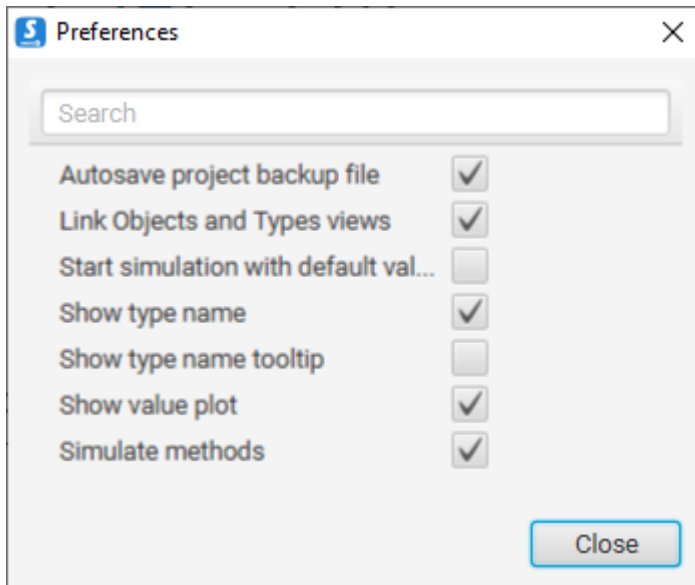 Preferences
Search
Autosave project backup file
Link Objects and Types views
Start simulation with default val...
Show type name
Show type name tooltip
Show value plot
Simulate methods
Close